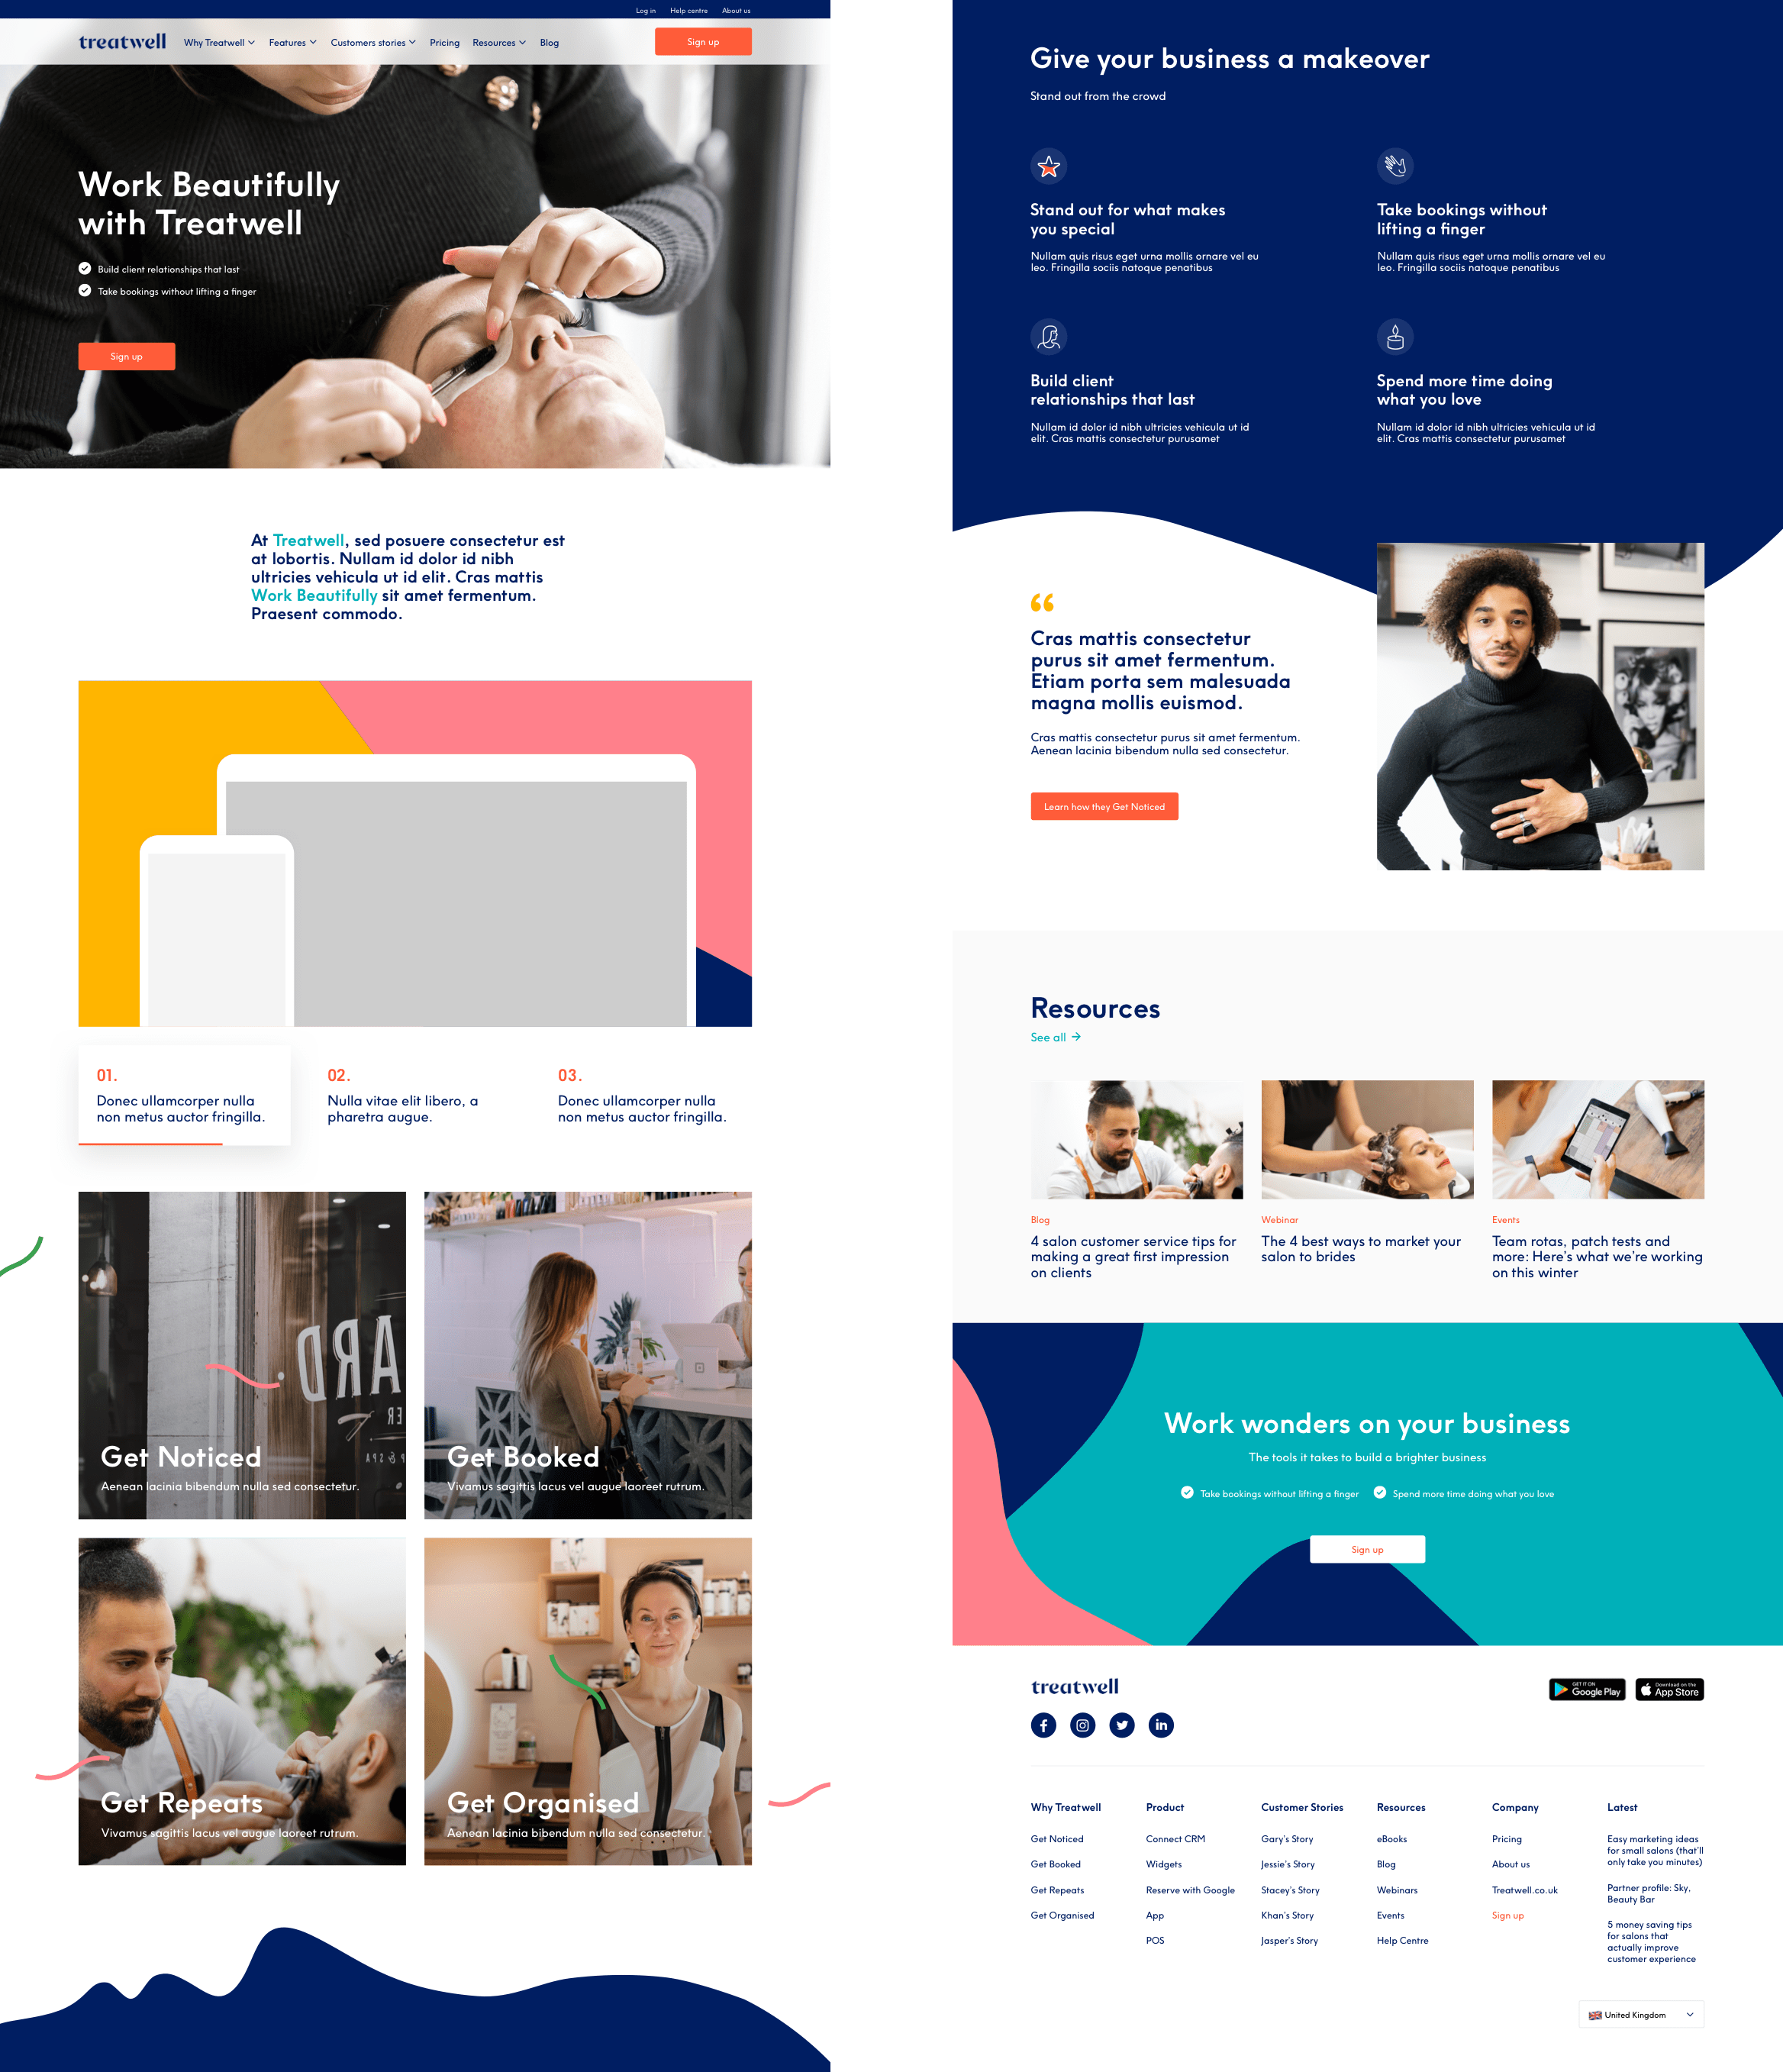 Log in Help centre About us
treatwell Why Treatwell Features Customers stories Pricing Resources Blog Sign up
Work Beautifully
with Treatwell
Build client relationships that last
Take bookings without lifting a finger
Sign up
At Treatwell, sed posuere consectetur est
at lobortis. Nullam id dolor id nibh
ultricies vehicula ut id elit. Cras mattis
Work Beautifully sit amet fermentum.
Praesent commodo.
01.
Donec ullamcorper nulla
non metus auctor fringilla.
02.
Nulla vitae elit libero, a
pharetra augue.
03.
Donec ullamcorper nulla
non metus auctor fringilla.
ARD
Get Noticed
Aenean lacinia bibendum nulla sed consectetur.
Get Booked
Vivamus sagittis lacus vel augue laoreet rutrum.
Get Repeats
Vivamus sagittis lacus vel augue laoreet rutrum.
Get Organised
Aenean lacinia bibendum nulla sed consectetur.
Give your business a makeover
Stand out from the crowd
Stand out for what makes
you special
Nullam quis risus eget urna mollis ornare vel eu
leo. Fringilla sociis natoque penatibus
Take bookings without
lifting a finger
Nullam quis risus eget urna mollis ornare vel eu
leo. Fringilla sociis natoque penatibus
Build client
relationships that last
Nullam id dolor id nibh ultricies vehicula ut id
elit. Cras mattis consectetur purusamet
Spend more time doing
what you love
Nullam id dolor id nibh ultricies vehicula ut id
elit. Cras mattis consectetur purusamet
“
Cras mattis consectetur
purus sit amet fermentum.
Etiam porta sem malesuada
magna mollis euismod.
Cras mattis consectetur purus sit amet fermentum.
Aenean lacinia bibendum nulla sed consectetur.
Learn how they Get Noticed
Resources
See all →
Blog
4 salon customer service tips for
making a great first impression
on clients
Webinar
The 4 best ways to market your
salon to brides
Events
Team rotas, patch tests and
more: Here's what we're working
on this winter
Work wonders on your business
The tools it takes to build a brighter business
Take bookings without lifting a finger Spend more time doing what you love
Sign up
treatwell
GET IT ON
Google Play
Download on the
App Store
Why Treatwell
Get Noticed
Get Booked
Get Repeats
Get Organised
Product
Connect CRM
Widgets
Reserve with Google
App
POS
Customer Stories
Gary's Story
Jessie's Story
Stacey's Story
Khan's Story
Jasper's Story
Resources
eBooks
Blog
Webinars
Events
Help Centre
Company
Pricing
About us
Treatwell.co.uk
Sign up
Latest
Easy marketing ideas
for small salons (that'll
only take you minutes)
Partner profile: Sky.
Beauty Bar
5 money saving tips
for salons that
actually improve
customer experience
United Kingdom